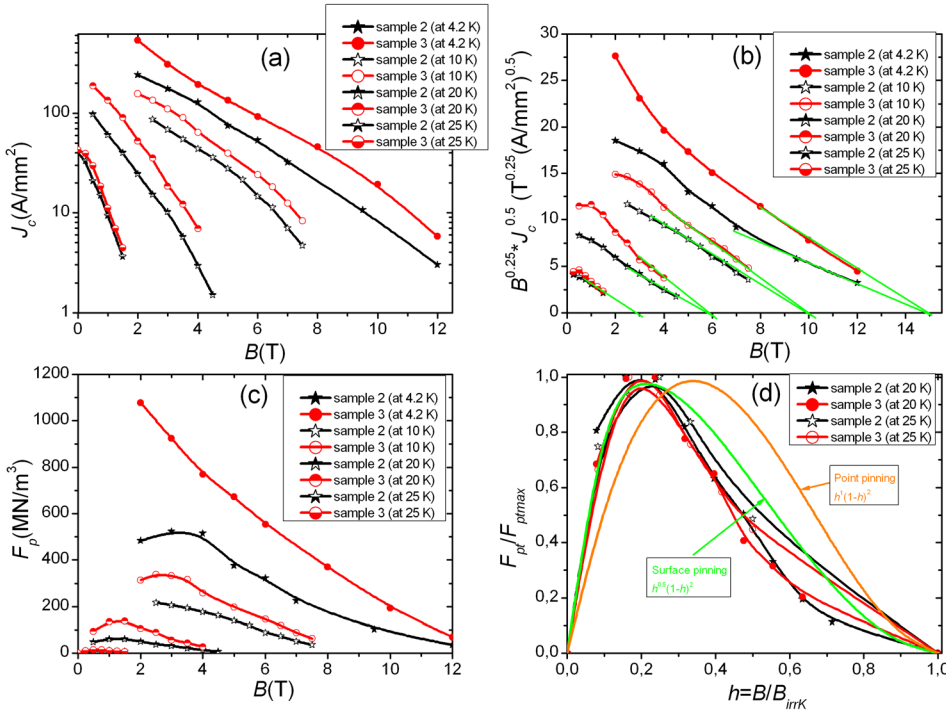 (a)
sample 2 (at 4.2 K)
sample 3 (at 4.2 K)
sample 2 (at 10 K)
sample 3 (at 10 K)
sample 2 (at 20 K)
sample 3 (at 20 K)
sample 2 (at 25 K)
sample 3 (at 25 K)
J_c (A/mm²)
100
10
1
0 2 4 6 8 10 12
B(T)
(b)
sample 2 (at 4.2 K)
sample 3 (at 4.2 K)
sample 2 (at 10 K)
sample 3 (at 10 K)
sample 2 (at 20 K)
sample 3 (at 20 K)
sample 2 (at 25 K)
sample 3 (at 25 K)
B^0.25*J_c^0.5 (T^0.25(A/mm²)^0.5)
30
25
20
15
10
5
0
0 2 4 6 8 10 12 14
B(T)
(c)
sample 2 (at 4.2 K)
sample 3 (at 4.2 K)
sample 2 (at 10 K)
sample 3 (at 10 K)
sample 2 (at 20 K)
sample 3 (at 20 K)
sample 2 (at 25 K)
sample 3 (at 25 K)
F_p(MN/m³)
1200
1000
800
600
400
200
0
0 2 4 6 8 10 12
B(T)
(d)
sample 2 (at 20 K)
sample 3 (at 20 K)
sample 2 (at 25 K)
sample 3 (at 25 K)
Point pinning
h¹(1-h)²
Surface pinning
h^0.5(1-h)²
F_pt/F_ptmax
1,0
0,8
0,6
0,4
0,2
0,0
0,0 0,2 0,4 0,6 0,8 1,0
h=B/B_irrK